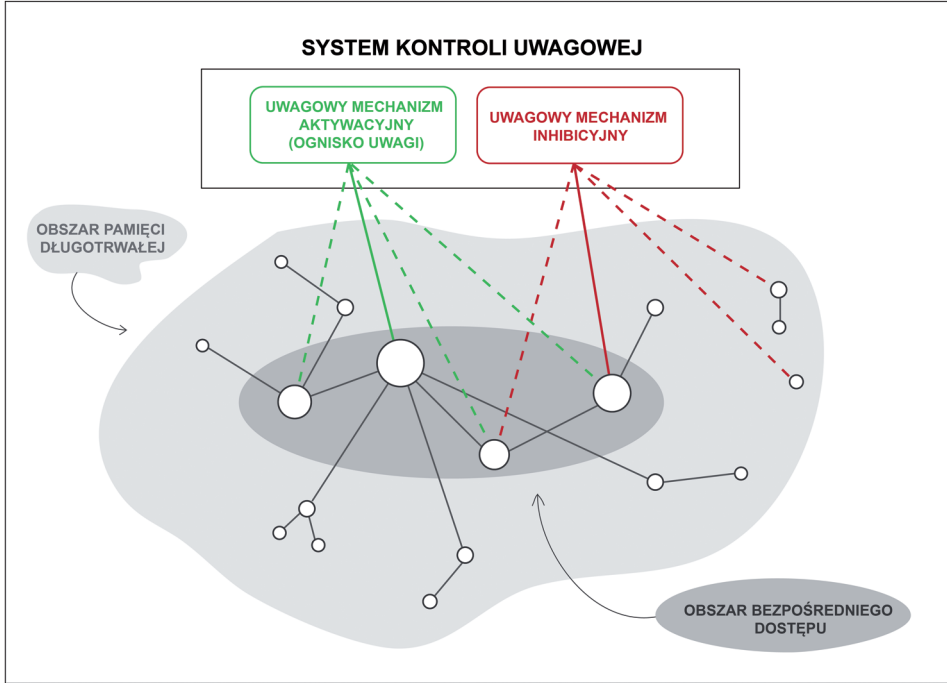 SYSTEM KONTROLI UWAGOWEJ
UWAGOWY MECHANIZM
AKTYWACYJNY
(OGNISKO UWAGI)
UWAGOWY MECHANIZM
INHIBICYJNY
OBSZAR PAMIĘCI
DŁUGOTRWAŁEJ
OBSZAR BEZPOŚREDNIEGO
DOSTĘPU